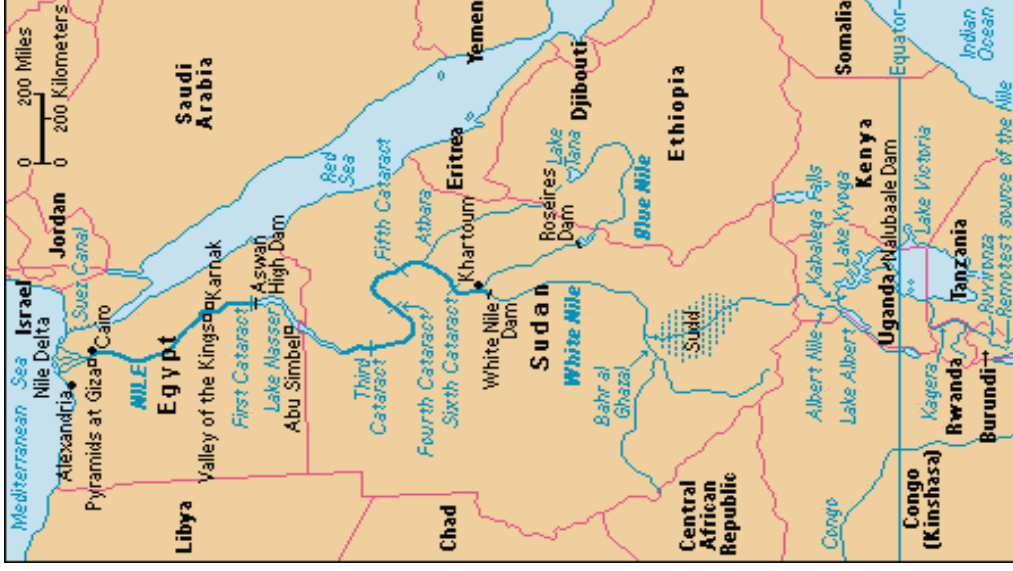 0 200 Miles
0 200 Kilometers
Mediterranean Sea
Israel
Jordan
Nile Delta
Suez Canal
Alexandria
Cairo
Pyramids at Giza
NILE
Egypt
Libya
Saudi
Arabia
Valley of the Kings
Karnak
First Cataract
Aswan
High Dam
Lake Nasser
Abu Simbel
Red
Sea
Third
Cataract
Fifth Cataract
Fourth Cataract
Atbara
Sixth Cataract
Chad
Eritrea
Yemen
Khartoum
White Nile
Dam
Sudan
Roseires
Dam
Lake
Tana
Djibouti
White Nile
Blue Nile
Bahr al
Ghazal
Ethiopia
Sudd
Central
African
Republic
Albert Nile
Kabalega Falls
Lake Albert
Lake Kyoga
Kenya
Somalia
Congo
Uganda
Nalubaale Dam
Equator
Congo
(Kinshasa)
Kagera
Lake Victoria
Rwanda
Tanzania
Burundi
Ruvyironza
Remotest source of the Nile
Indian
Ocean